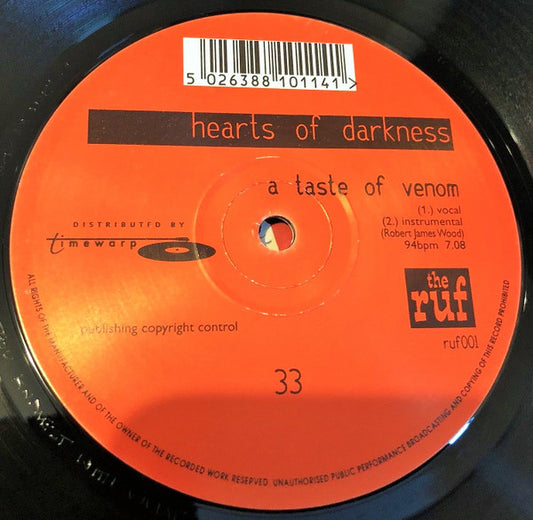 5 026388 101141 >
hearts of darkness
a taste of venom
(1.) vocal
(2.) instrumental
(Robert James Wood)
94bpm 7.08
DISTRIBUTED BY
timewarp
the
ruf
ruf001
publishing copyright control
33
ALL RIGHTS OF THE MANUFACTURER AND OF THE OWNER OF THE RECORDED WORK RESERVED. UNAUTHORISED PUBLIC PERFORMANCE BROADCASTING AND COPYING OF THIS RECORD PROHIBITED